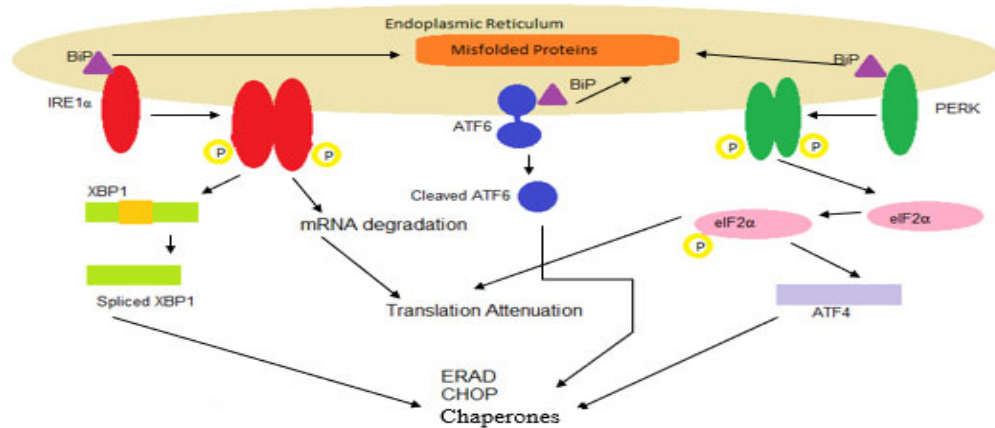 Endoplasmic Reticulum
Misfolded Proteins
BiP
BiP
BiP
IRE1α
ATF6
PERK
P
P
P
P
XBP1
Cleaved ATF6
mRNA degradation
eIF2α
eIF2α
P
Spliced XBP1
Translation Attenuation
ATF4
ERAD
CHOP
Chaperones